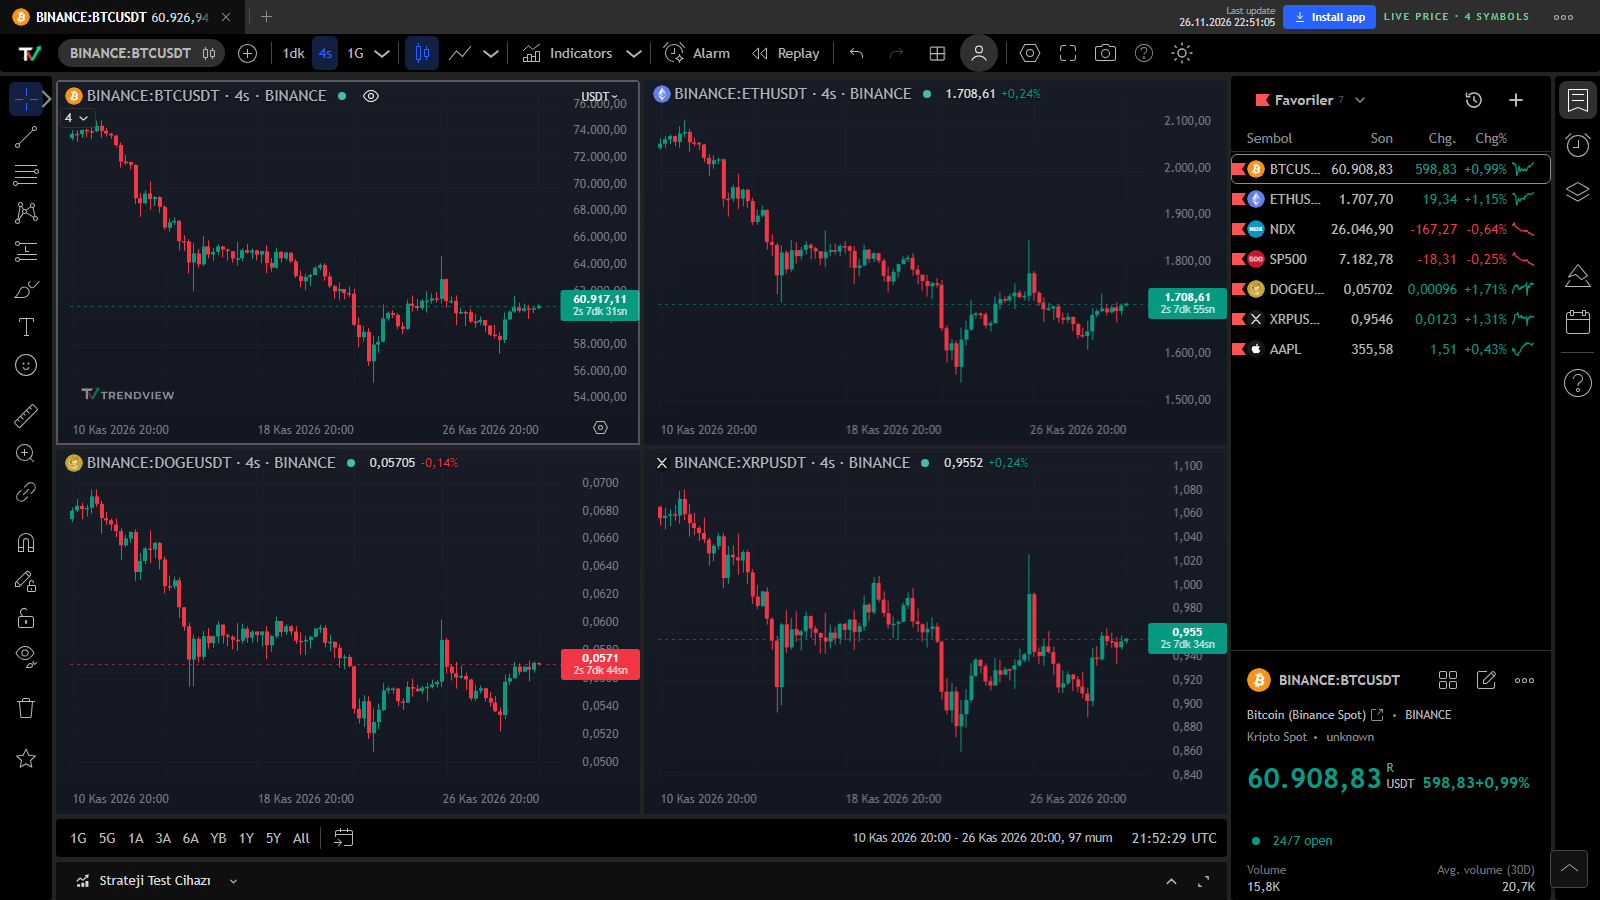 BINANCE:BTCUSDT 60.926,94
Last update
26.11.2026 22:51:05
Install app
LIVE PRICE • 4 SYMBOLS
BINANCE:BTCUSDT
1dk 4s 1G
Indicators
Alarm
Replay
BINANCE:BTCUSDT · 4s · BINANCE
USDT
4
76.000,00
74.000,00
72.000,00
70.000,00
68.000,00
66.000,00
64.000,00
60.917,11
2s 7dk 31sn
58.000,00
56.000,00
54.000,00
TRENDVIEW
10 Kas 2026 20:00 18 Kas 2026 20:00 26 Kas 2026 20:00
BINANCE:ETHUSDT · 4s · BINANCE 1.708,61 +0,24%
2.100,00
2.000,00
1.900,00
1.800,00
1.708,61
2s 7dk 55sn
1.600,00
1.500,00
10 Kas 2026 20:00 18 Kas 2026 20:00 26 Kas 2026 20:00
BINANCE:DOGEUSDT · 4s · BINANCE 0,05705 -0,14%
0,0700
0,0680
0,0660
0,0640
0,0620
0,0600
0,0571
2s 7dk 44sn
0,0540
0,0520
0,0500
10 Kas 2026 20:00 18 Kas 2026 20:00 26 Kas 2026 20:00
BINANCE:XRPUSDT · 4s · BINANCE 0,9552 +0,24%
1,100
1,080
1,060
1,040
1,020
1,000
0,980
0,955
2s 7dk 34sn
0,940
0,920
0,900
0,880
0,860
0,840
10 Kas 2026 20:00 18 Kas 2026 20:00 26 Kas 2026 20:00
1G 5G 1A 3A 6A YB 1Y 5Y All
10 Kas 2026 20:00 - 26 Kas 2026 20:00, 97 mum 21:52:29 UTC
Strateji Test Cihazı
Favoriler 7
Sembol Son Chg. Chg%
BTCUS... 60.908,83 598,83 +0,99%
ETHUS... 1.707,70 19,34 +1,15%
NDX 26.046,90 -167,27 -0,64%
SP500 7.182,78 -18,31 -0,25%
DOGEU... 0,05702 0,00096 +1,71%
XRPUS... 0,9546 0,0123 +1,31%
AAPL 355,58 1,51 +0,43%
BINANCE:BTCUSDT
Bitcoin (Binance Spot) • BINANCE
Kripto Spot • unknown
60.908,83 R USDT 598,83+0,99%
24/7 open
Volume Avg. volume (30D)
15,8K 20,7K